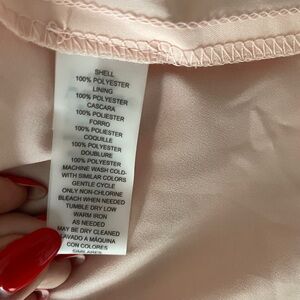 SHELL
100% POLYESTER
LINING
100% POLYESTER
CASCARA
100% POLIESTER
FORRO
100% POLIESTER
COQUILLE
100% POLYESTER
DOUBLURE
100% POLYESTER
MACHINE WASH COLD-
WITH SIMILAR COLORS
GENTLE CYCLE
ONLY NON-CHLORINE
BLEACH WHEN NEEDED
TUMBLE DRY LOW
WARM IRON
AS NEEDED
MAY BE DRY CLEANED
LAVADO A MÁQUINA
CON COLORES
SIMILARES